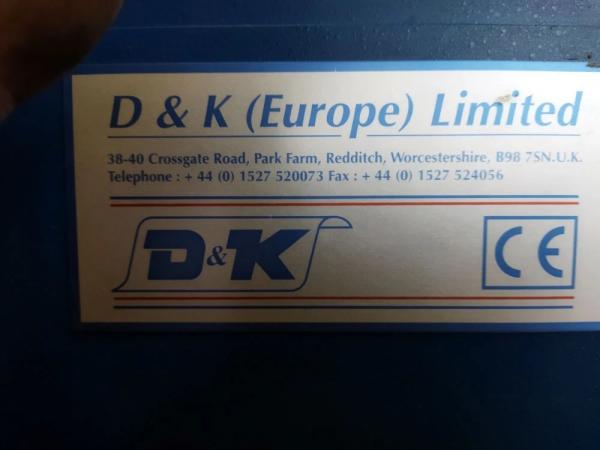 D & K (Europe) Limited
38-40 Crossgate Road, Park Farm, Redditch, Worcestershire, B98 7SN.U.K.
Telephone : + 44 (0) 1527 520073 Fax : + 44 (0) 1527 524056
D&K
CE